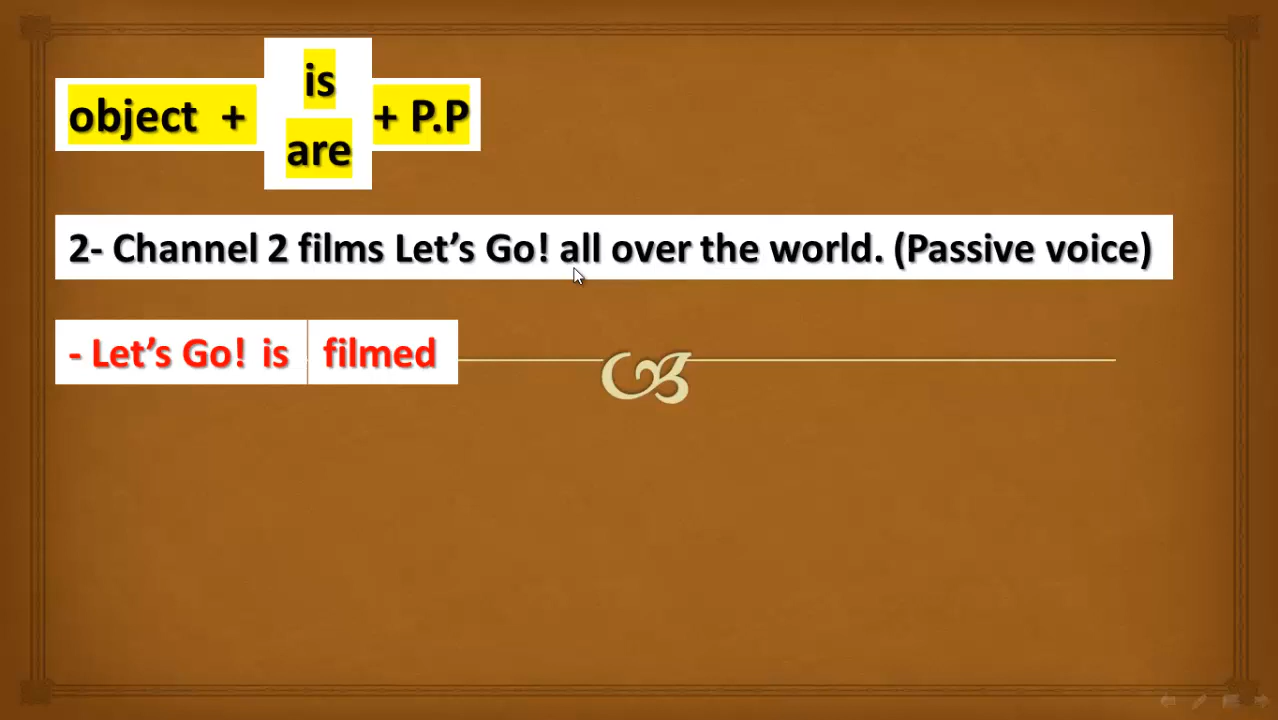 is
object + + P.P
are
2- Channel 2 films Let’s Go! all over the world. (Passive voice)
- Let’s Go! is filmed